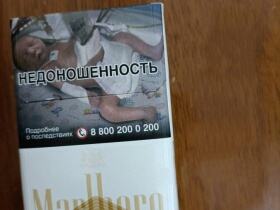 НЕДОНОШЕННОСТЬ
Подробнее
о последствиях 8 800 200 0 200
Marlboro